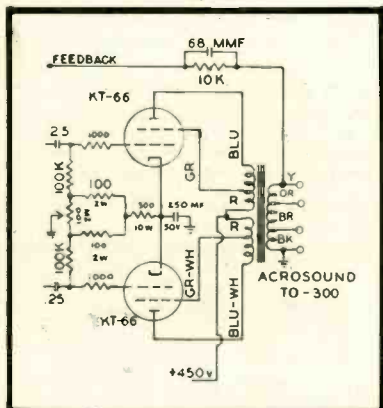 68 MMF
FEEDBACK
10K
KT-66
BLU
.25
1000
GR
100K
100
2W
500
10W
250 MF
50V
R
R
Y
OR
BR
BK
100
2W
100K
.25
1000
KT-66
GR-WH
BLU-WH
ACROSOUND
TO-300
+450V